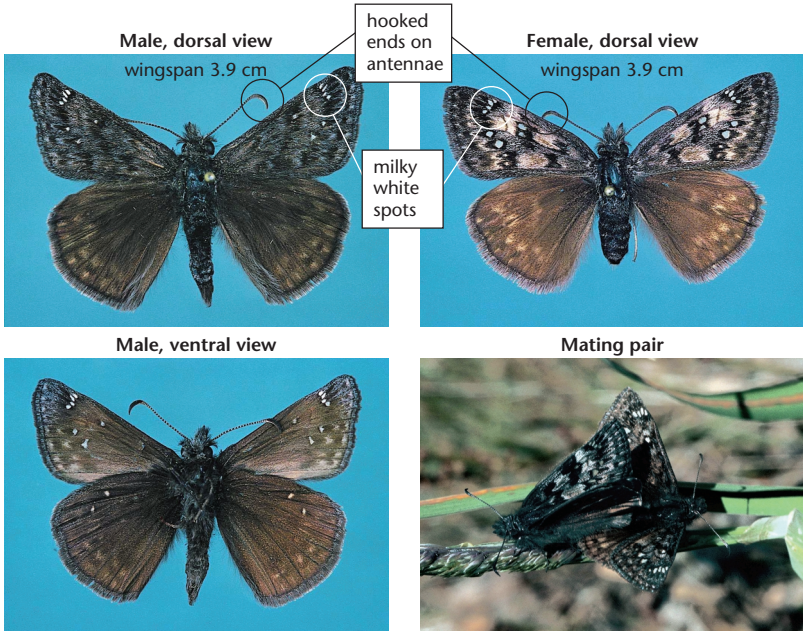 Male, dorsal view
wingspan 3.9 cm
hooked
ends on
antennae
Female, dorsal view
wingspan 3.9 cm
milky
white
spots
Male, ventral view
Mating pair